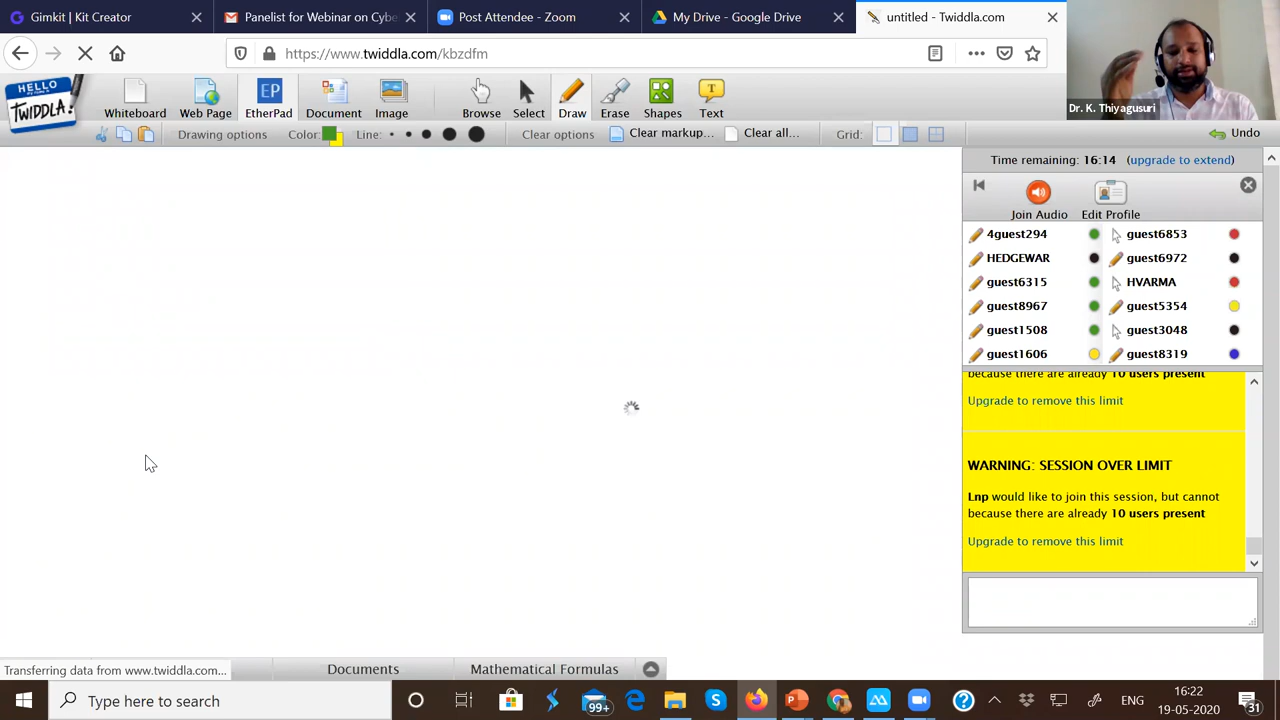 Gimkit | Kit Creator
Panelist for Webinar on Cybe
Post Attendee - Zoom
My Drive - Google Drive
untitled - Twiddla.com
https://www.twiddla.com/kbzdfm
Dr. K. Thiyagusuri
HELLO
my name is
TWIDDLA!
Whiteboard
Web Page
EP
EtherPad
Document
Image
Browse
Select
Draw
Erase
Shapes
T
Text
Drawing options
Color:
Line:
Clear options
Clear markup...
Clear all...
Grid:
Undo
Time remaining: 16:14 (upgrade to extend)
Join Audio
Edit Profile
4guest294
guest6853
HEDGEWAR
guest6972
guest6315
HVARMA
guest8967
guest5354
guest1508
guest3048
guest1606
guest8319
because there are already 10 users present
Upgrade to remove this limit
WARNING: SESSION OVER LIMIT
Lnp would like to join this session, but cannot
because there are already 10 users present
Upgrade to remove this limit
Transferring data from www.twiddla.com...
Documents
Mathematical Formulas
Type here to search
99+
ENG
16:22
19-05-2020
31